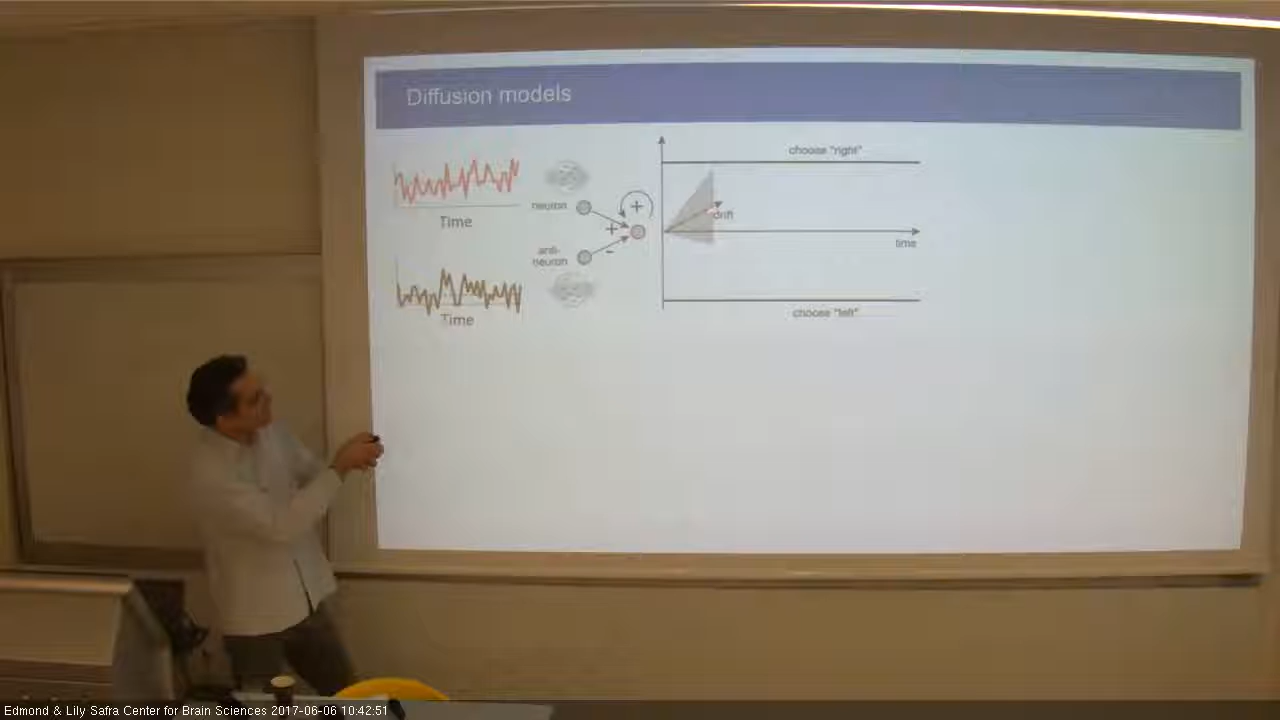 Diffusion models
choose "right"
neuron
+
Time
+
drift
-
time
anti-
neuron
Time
choose "left"
Edmond & Lily Safra Center for Brain Sciences 2017-06-06 10:42:51